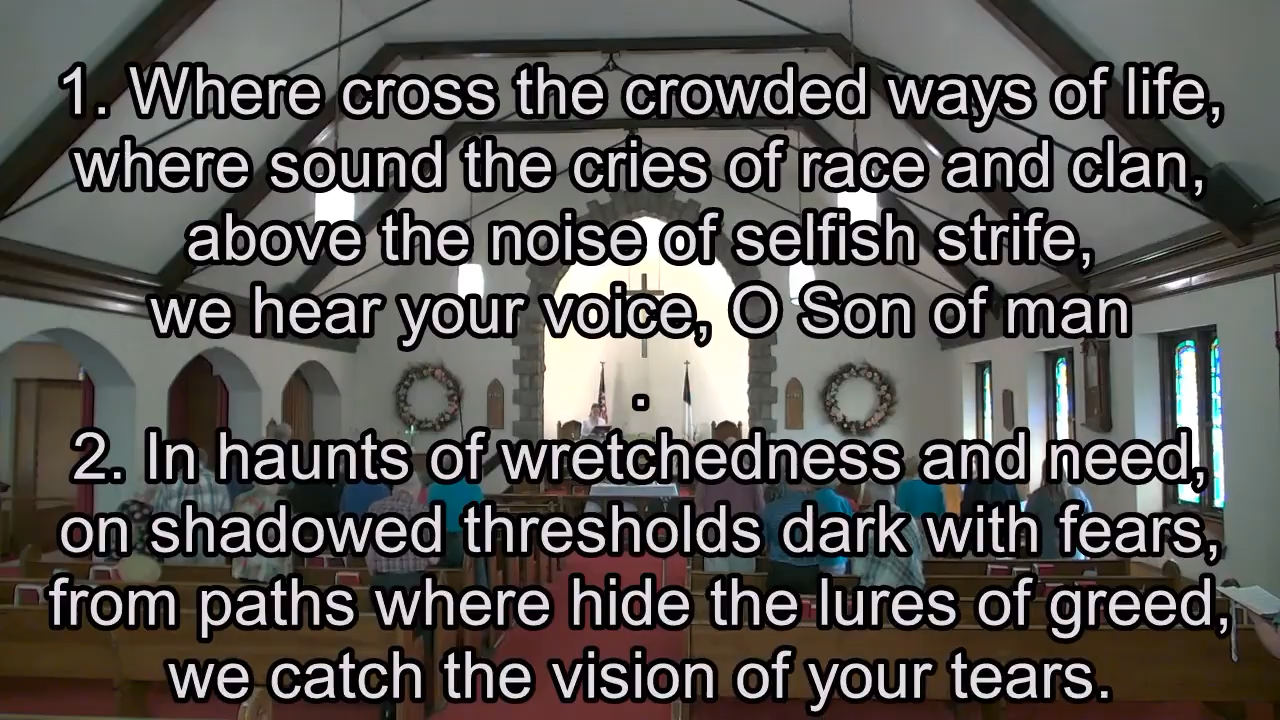 1. Where cross the crowded ways of life,
where sound the cries of race and clan,
above the noise of selfish strife,
we hear your voice, O Son of man
.
2. In haunts of wretchedness and need,
on shadowed thresholds dark with fears,
from paths where hide the lures of greed,
we catch the vision of your tears.